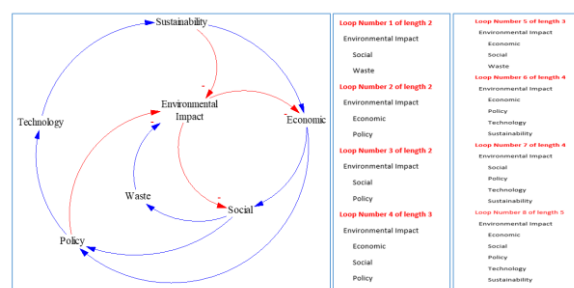 Sustainability
Environmental
Impact
Technology
Economic
Waste
Social
Policy
-
-
-
-
Loop Number 1 of length 2
Environmental Impact
Social
Waste
Loop Number 2 of length 2
Environmental Impact
Economic
Policy
Loop Number 3 of length 2
Environmental Impact
Social
Policy
Loop Number 4 of length 3
Environmental Impact
Economic
Social
Policy
Loop Number 5 of length 3
Environmental Impact
Economic
Social
Waste
Loop Number 6 of length 4
Environmental Impact
Economic
Policy
Technology
Sustainability
Loop Number 7 of length 4
Environmental Impact
Social
Policy
Technology
Sustainability
Loop Number 8 of length 5
Environmental Impact
Economic
Social
Policy
Technology
Sustainability